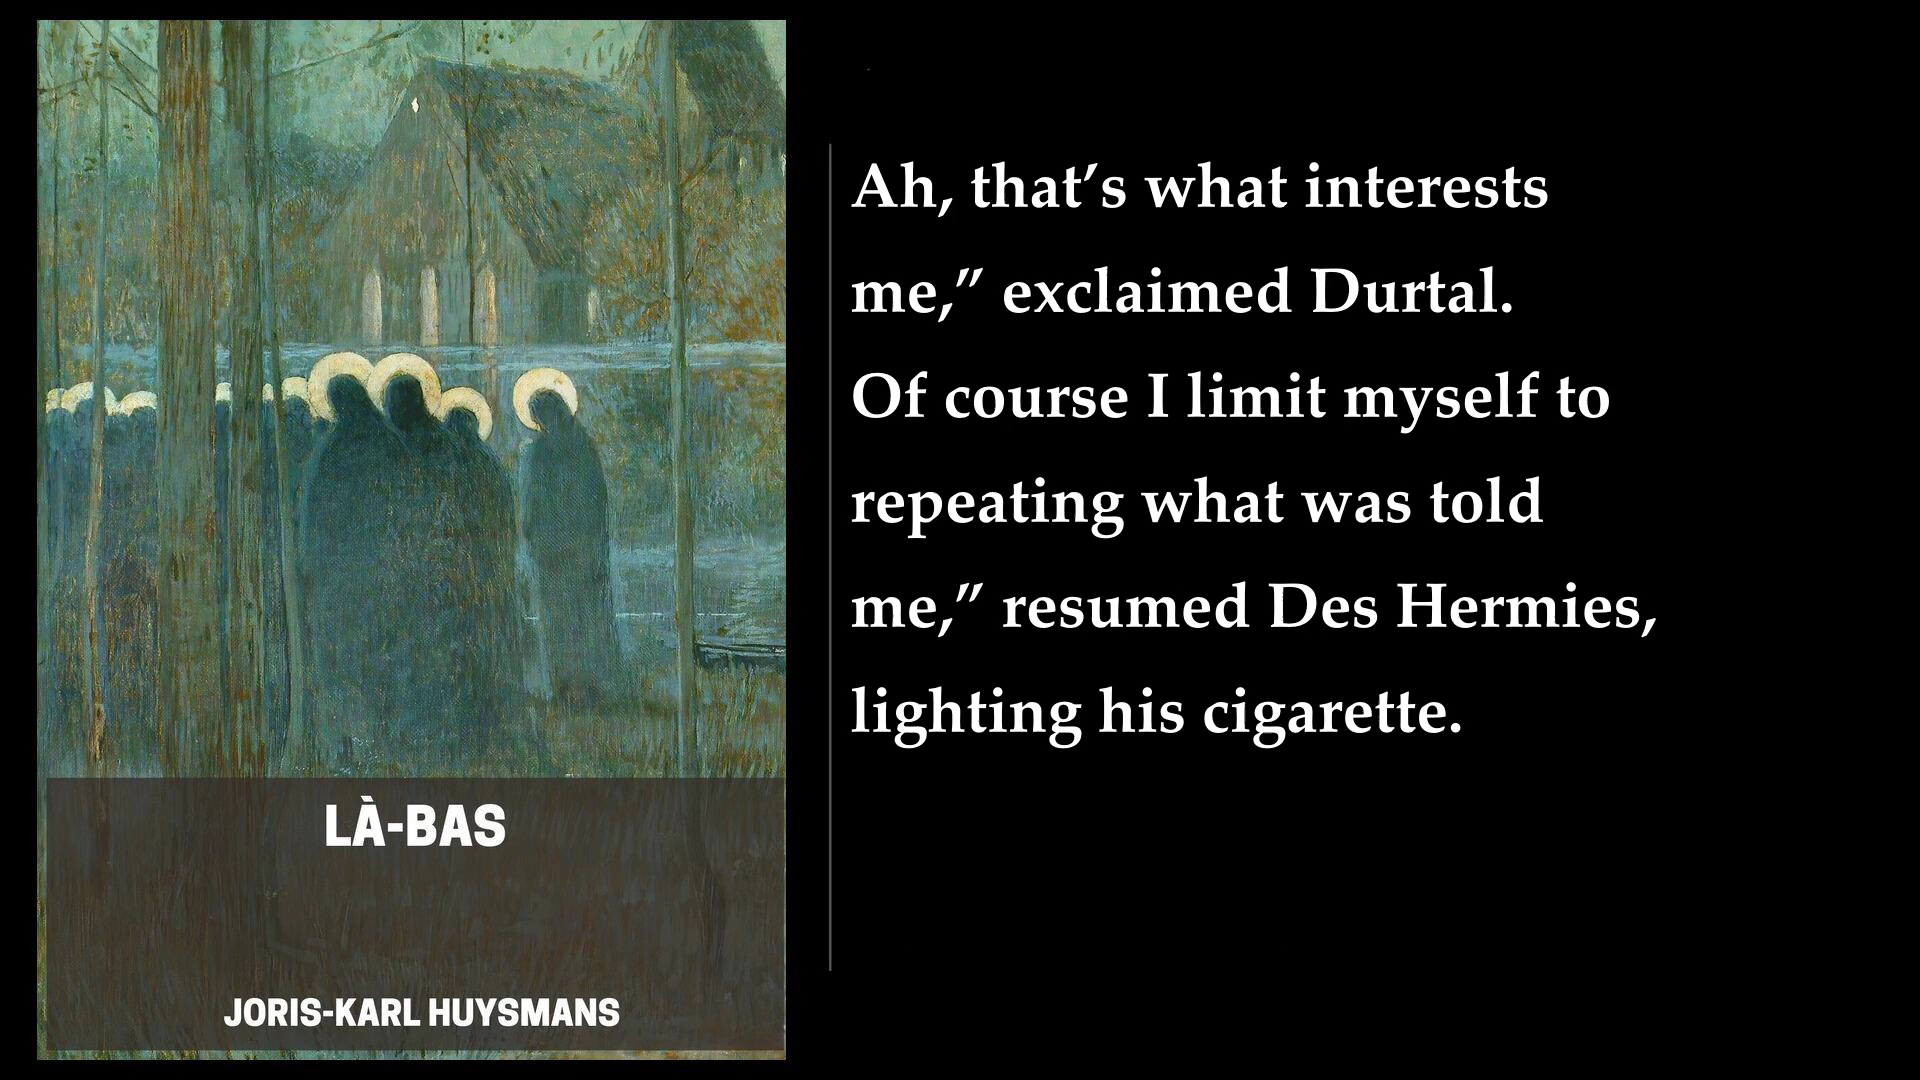 LÀ-BAS
JORIS-KARL HUYSMANS
Ah, that’s what interests
me,” exclaimed Durtal.
Of course I limit myself to
repeating what was told
me,” resumed Des Hermies,
lighting his cigarette.